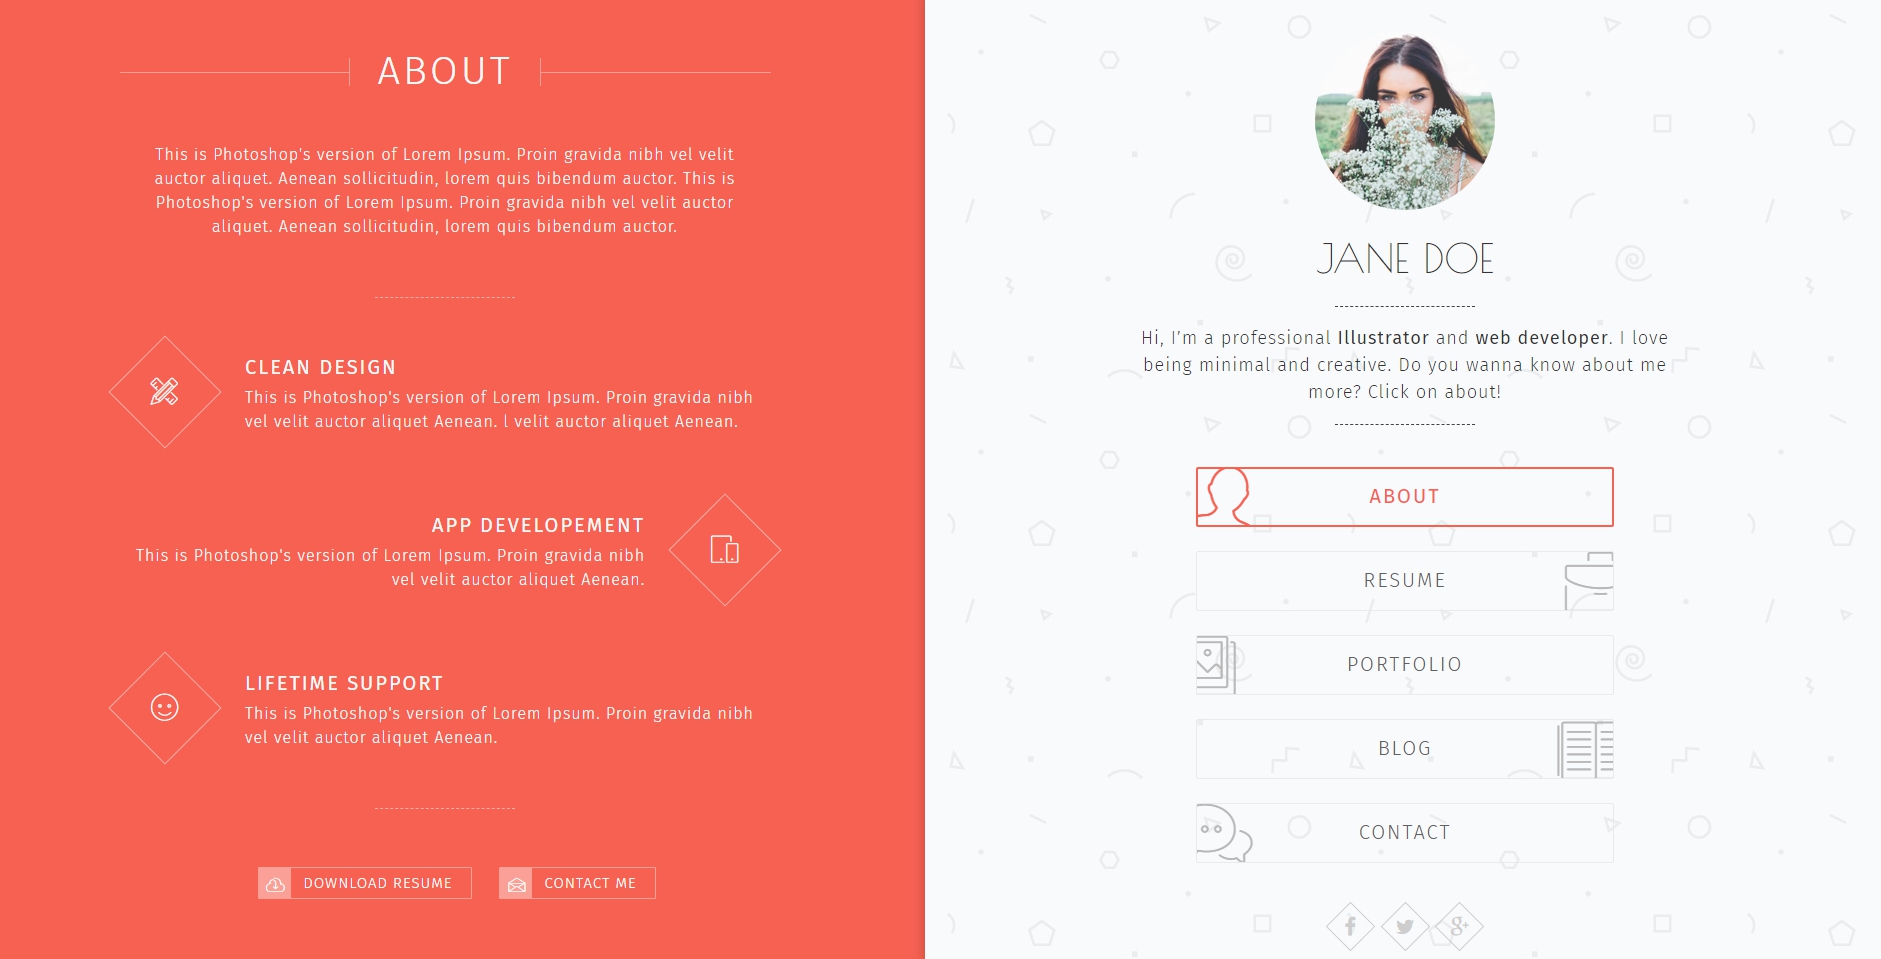 ABOUT
This is Photoshop's version of Lorem Ipsum. Proin gravida nibh vel velit
auctor aliquet. Aenean sollicitudin, lorem quis bibendum auctor. This is
Photoshop's version of Lorem Ipsum. Proin gravida nibh vel velit auctor
aliquet. Aenean sollicitudin, lorem quis bibendum auctor.
CLEAN DESIGN
This is Photoshop's version of Lorem Ipsum. Proin gravida nibh
vel velit auctor aliquet Aenean. l velit auctor aliquet Aenean.
APP DEVELOPEMENT
This is Photoshop's version of Lorem Ipsum. Proin gravida nibh
vel velit auctor aliquet Aenean.
LIFETIME SUPPORT
This is Photoshop's version of Lorem Ipsum. Proin gravida nibh
vel velit auctor aliquet Aenean.
DOWNLOAD RESUME
CONTACT ME
JANE DOE
Hi, I'm a professional Illustrator and web developer. I love
being minimal and creative. Do you wanna know about me
more? Click on about!
ABOUT
RESUME
PORTFOLIO
BLOG
CONTACT